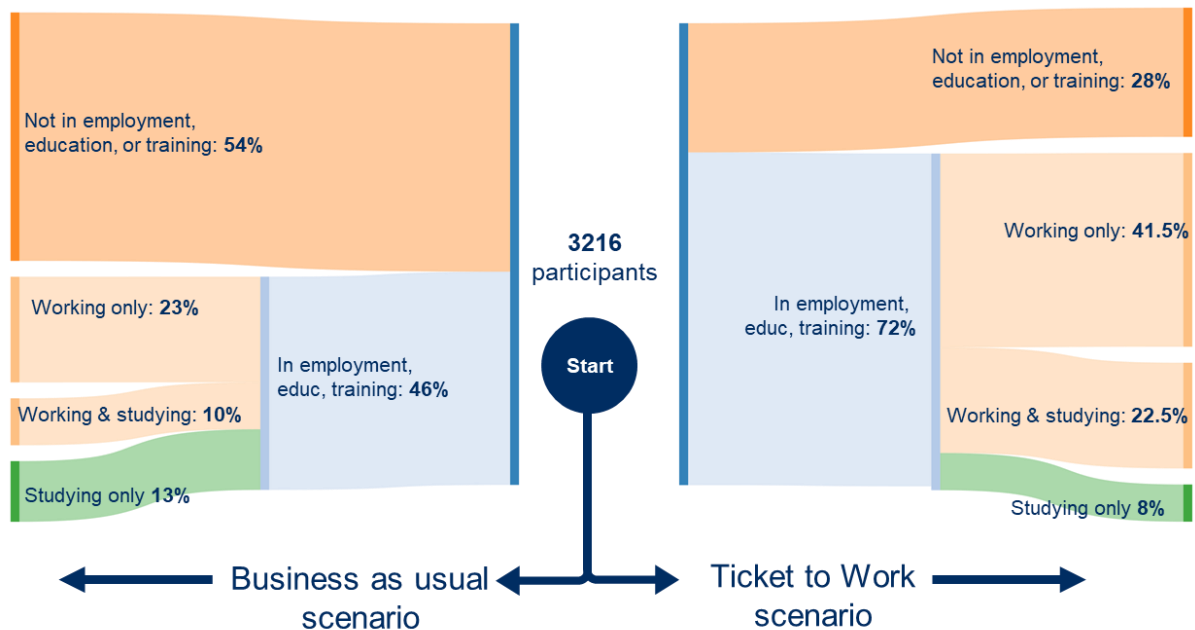 Not in employment,
education, or training: 54%
Working only: 23%
Working & studying: 10%
Studying only 13%
In employment,
educ, training: 46%
3216
participants
Start
Not in employment,
education, or training: 28%
In employment,
educ, training: 72%
Working only: 41.5%
Working & studying: 22.5%
Studying only 8%
Business as usual
scenario
Ticket to Work
scenario